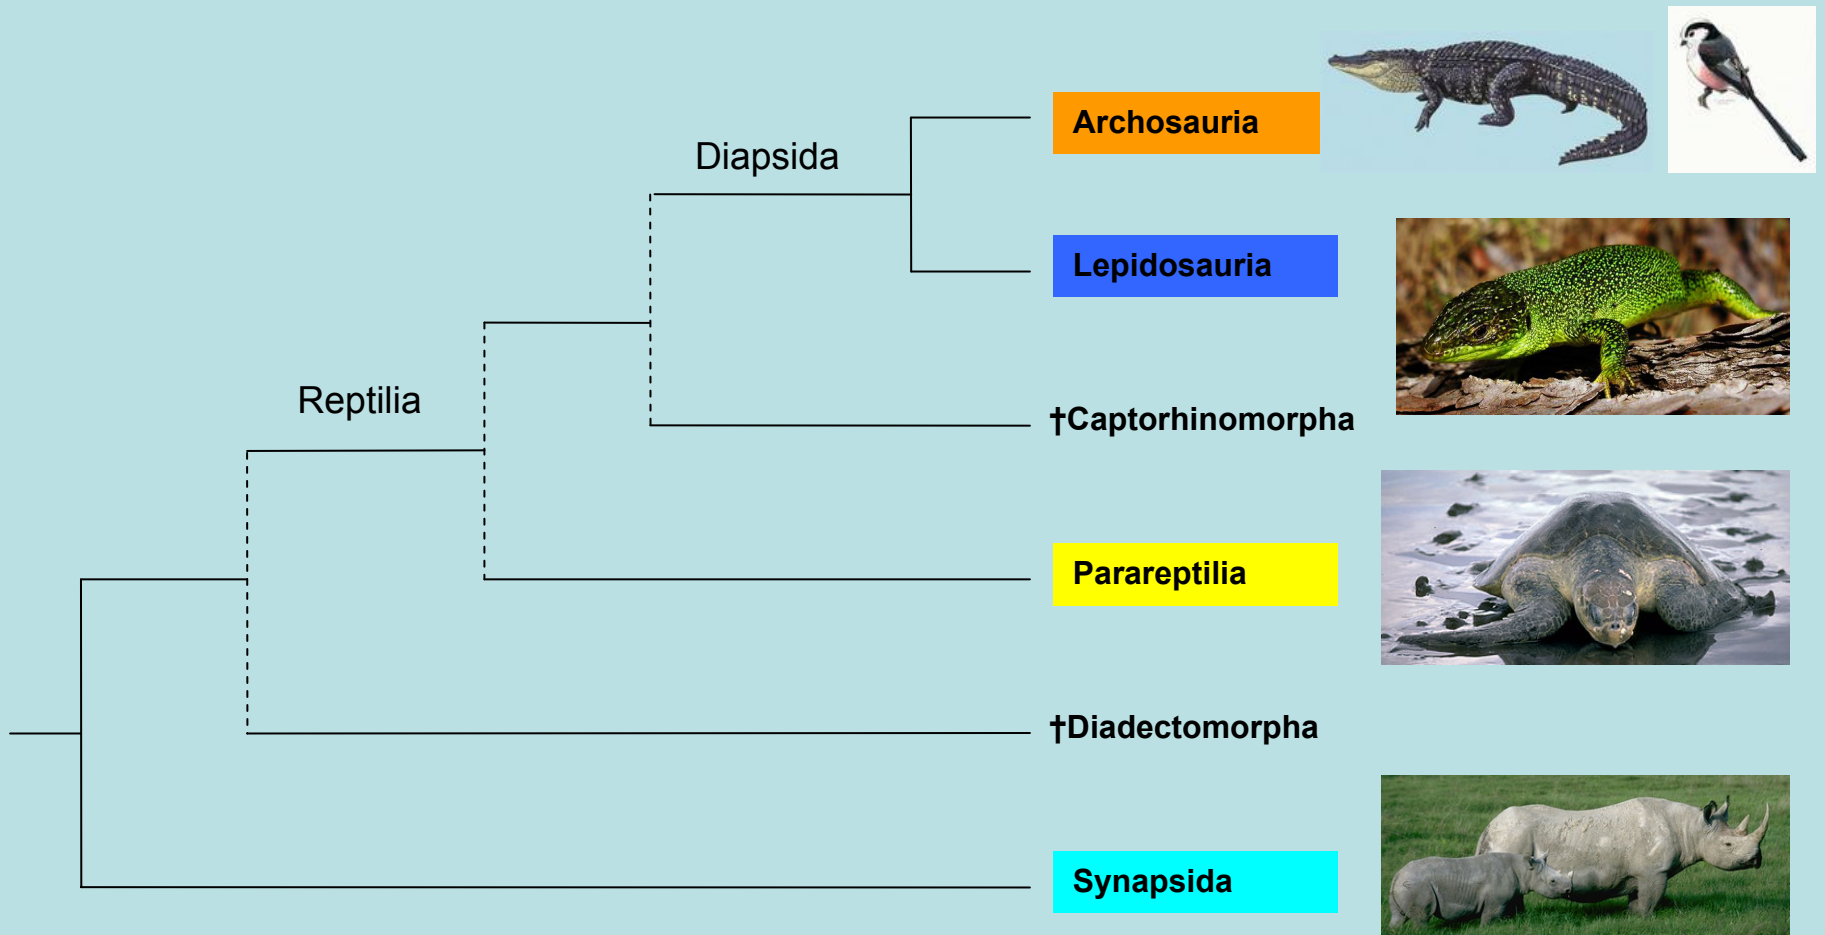 Archosauria
Diapsida
Lepidosauria
Reptilia
†Captorhinomorpha
Parareptilia
†Diadectomorpha
Synapsida